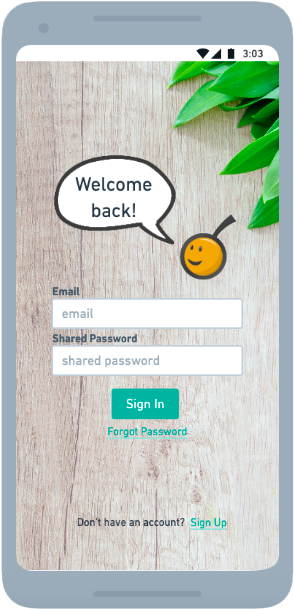 3:03
Welcome
back!
Email
email
Shared Password
shared password
Sign In
Forgot Password
Don't have an account? Sign Up